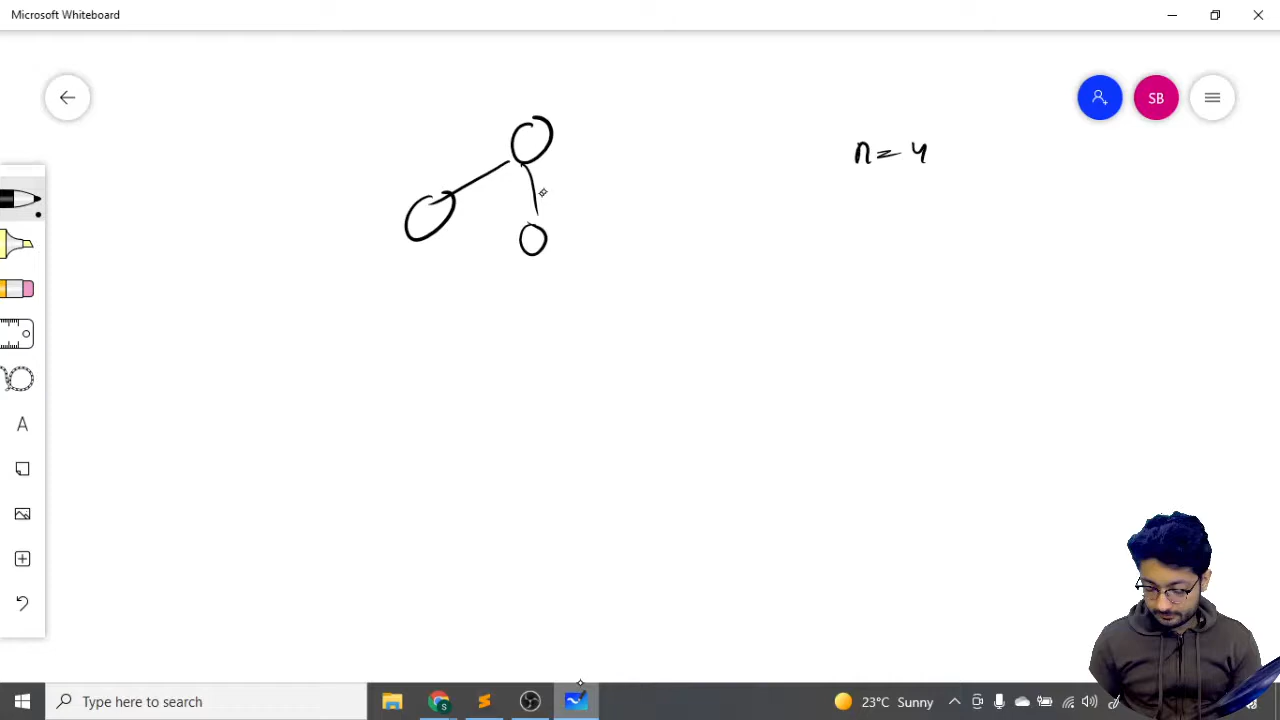 Microsoft Whiteboard
SB
n = 4
A
Type here to search
S
23°C Sunny